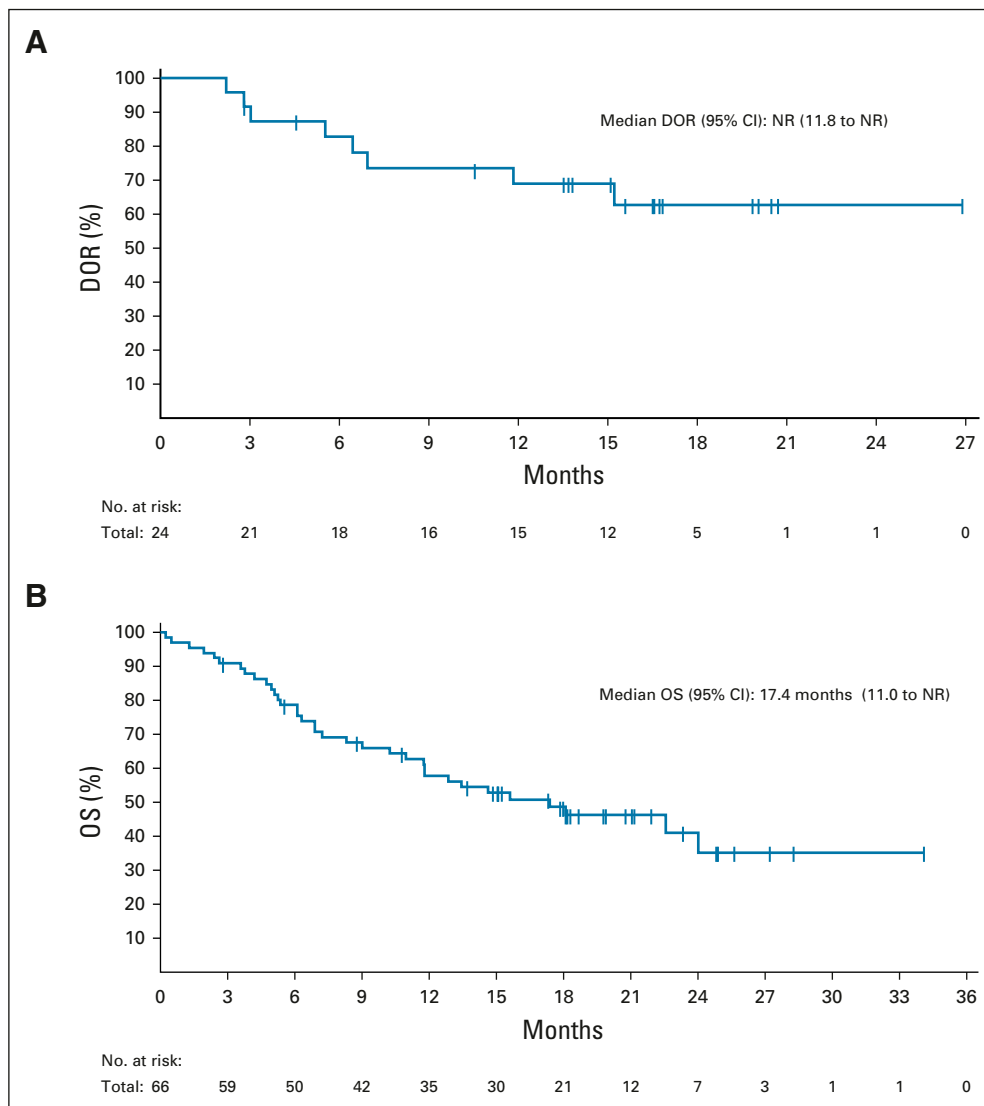 A
100
90
80
70
60
50
40
30
20
10
DOR (%)
Median DOR (95% CI): NR (11.8 to NR)
0 3 6 9 12 15 18 21 24 27
Months
No. at risk:
Total: 24 21 18 16 15 12 5 1 1 0
B
100
90
80
70
60
50
40
30
20
10
OS (%)
Median OS (95% CI): 17.4 months (11.0 to NR)
0 3 6 9 12 15 18 21 24 27 30 33 36
Months
No. at risk:
Total: 66 59 50 42 35 30 21 12 7 3 1 1 0